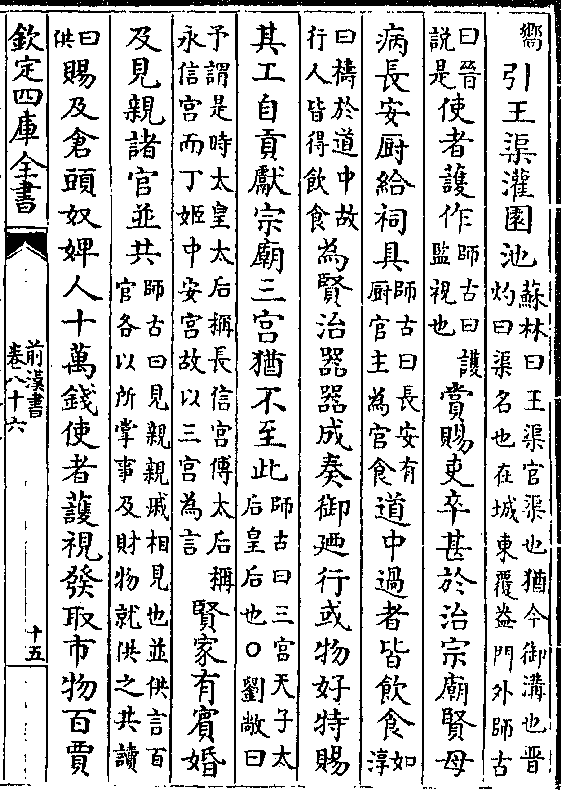 嚮引王渠灌園池蘇林曰王渠官渠也猶今御溝也晋灼曰渠名也在城東覆盎門外師古
曰晉說是使者護作師古曰護監視也賞賜吏卒甚於治宗廟賢母
病長安厨給祠具師古曰長安有厨官主為官食道中過者皆飲食如淳
曰禱於道中故行人皆得飲食為賢治器器成奏御廼行或物好特賜
其工自貢獻宗廟三宮猶不至此師古曰三宮天子太后皇后也○劉敞曰
予謂是時太皇太后稱長信宫傅太后稱永信宫而丁姬中安宫故以三宫為言賢家有賔婚
及見親諸官並共師古曰見親親戚相見也並供言百官各以所掌事及財物就供之共讀
曰供賜及倉頭奴婢人十萬錢使者護視發取市物百賈
欽定四庫全書
前漢書
卷八十六
十五